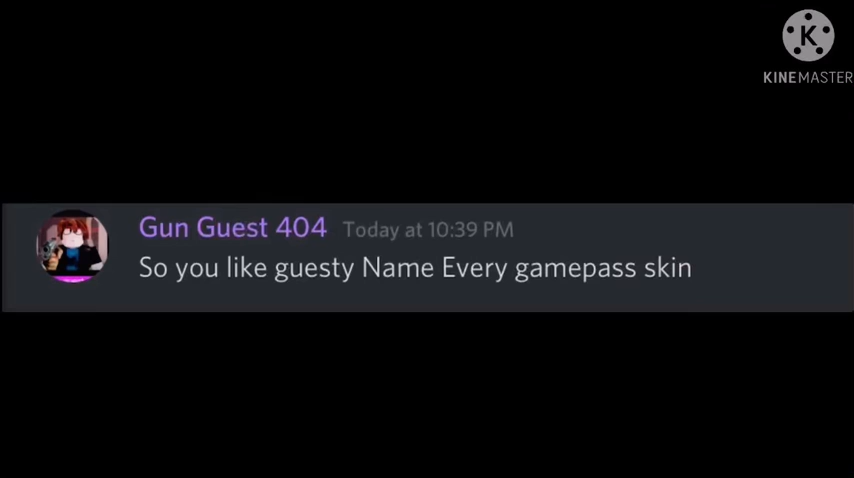 K
KINEMASTER
Gun Guest 404 Today at 10:39 PM
So you like guesty Name Every gamepass skin